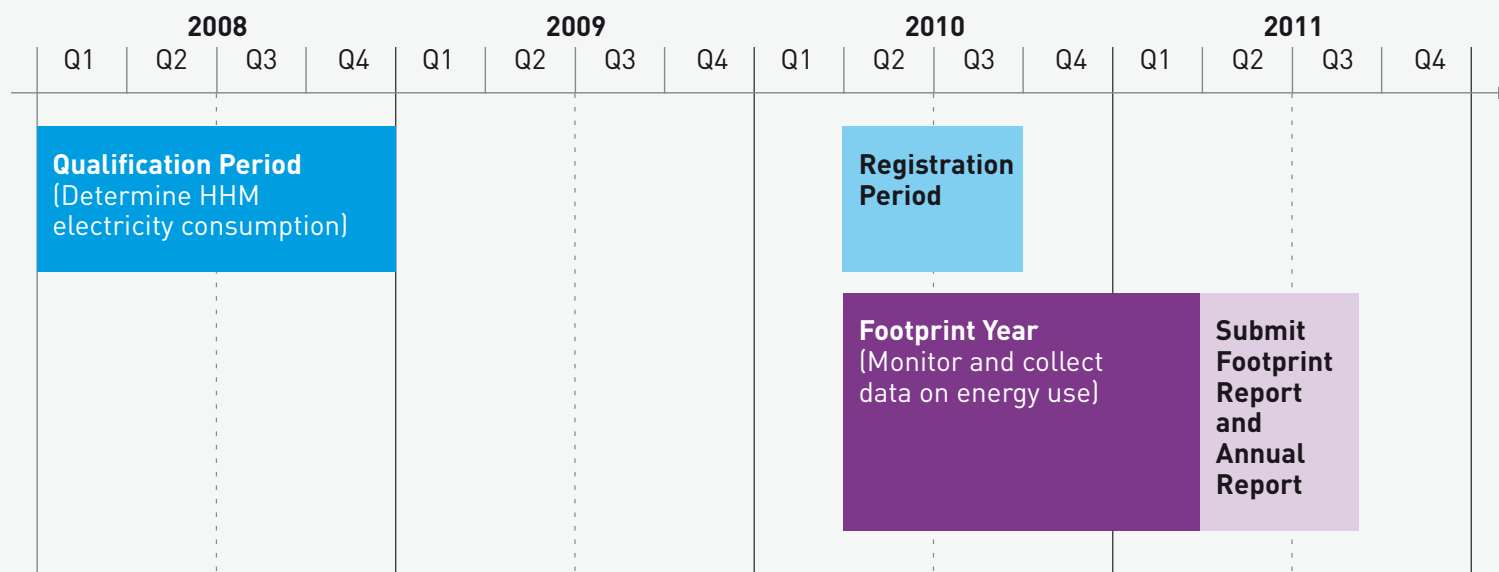 2008 2009 2010 2011
Q1 Q2 Q3 Q4 Q1 Q2 Q3 Q4 Q1 Q2 Q3 Q4 Q1 Q2 Q3 Q4
Qualification Period
(Determine HHM
electricity consumption)
Registration
Period
Footprint Year
(Monitor and collect
data on energy use)
Submit
Footprint
Report
and
Annual
Report